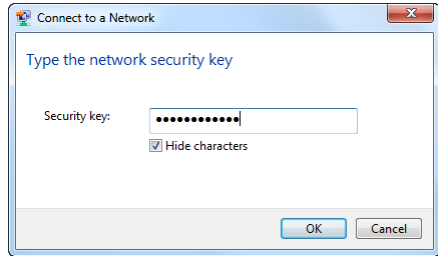 Connect to a Network
Type the network security key
Security key: ••••••••••••
Hide characters
OK Cancel